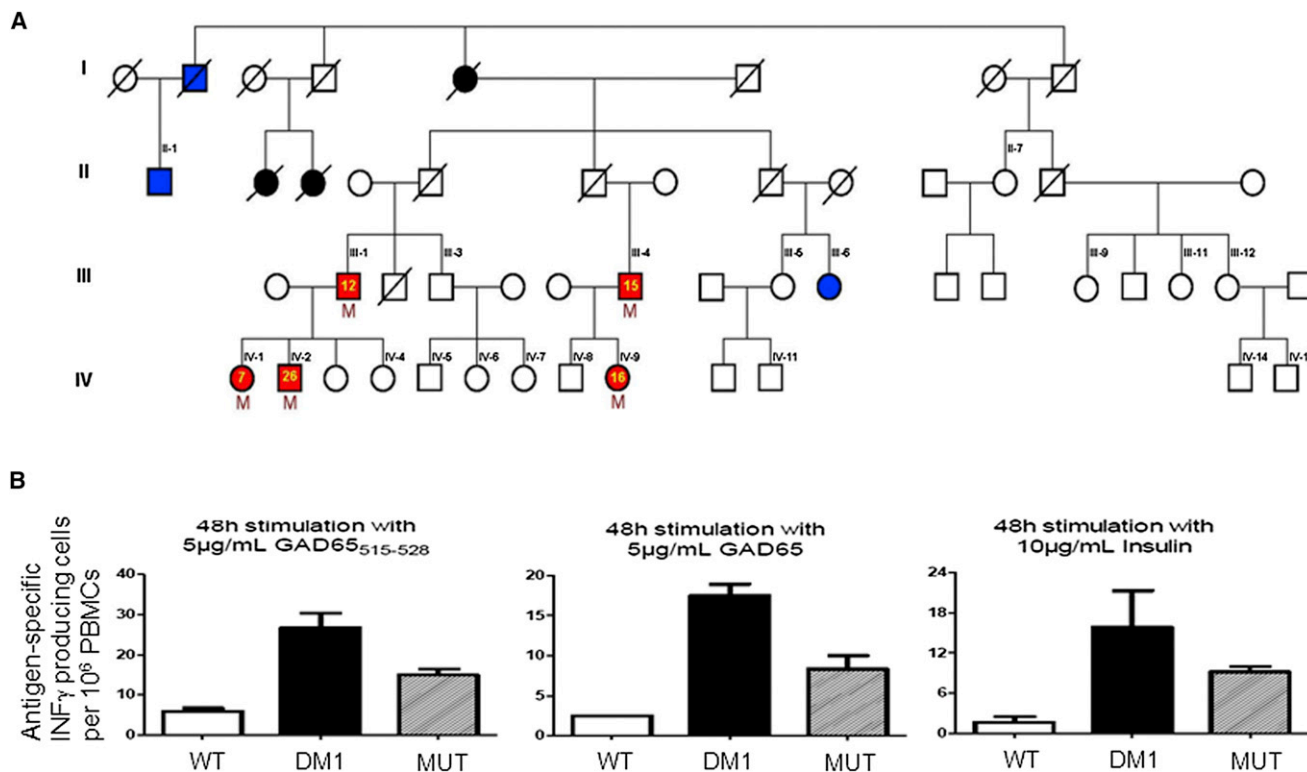 A
I
II-1
II-7
II
III-1
III-3
III-4
III-5
III-6
III-9
III-11
III-12
III
12
15
M
M
IV-1
IV-2
IV-4
IV-5
IV-6
IV-7
IV-8
IV-9
IV-11
IV-14
IV-1
IV
7
26
16
M
M
M
B
Antigen-specific
INFγ producing cells
per 10⁶ PBMCs
48h stimulation with
5µg/mL GAD65₅₁₅₋₅₂₈
40
30
20
10
0
WT DM1 MUT
48h stimulation with
5µg/mL GAD65
20
15
10
5
0
WT DM1 MUT
48h stimulation with
10µg/mL Insulin
24
18
12
6
0
WT DM1 MUT